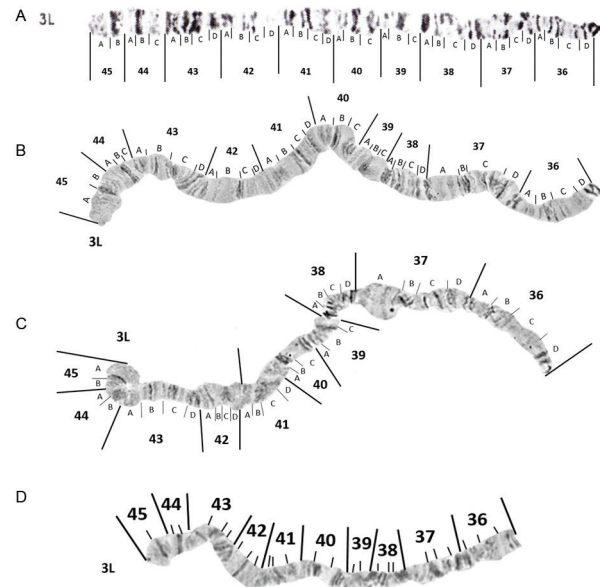 A 3L
A B A B C A B C D A B C D A B C D A B C A B C A B C D A B C D A B C D
45 44 43 42 41 40 39 38 37 36
B
40
41 39
43 38 37
44 42 36
45
D A B C
A B C D A B C A B C D A B C D
A B A B C D A B C D A B C D
A B C
3L
C
38 37 36
A B C D A B C D A B C D
3L
45 A
B
44 A B
A B C D A B C D A B C D A B C A B C
43 42 41 40 39
D
45 44 43 42 41 40 39 38 37 36
3L